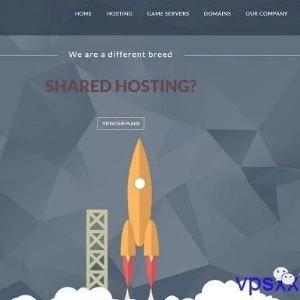 HOME HOSTING GAME SERVERS DOMAINS OUR COMPANY
We are a different breed
SHARED HOSTING?
VIEW OUR PLANS
vpsxx